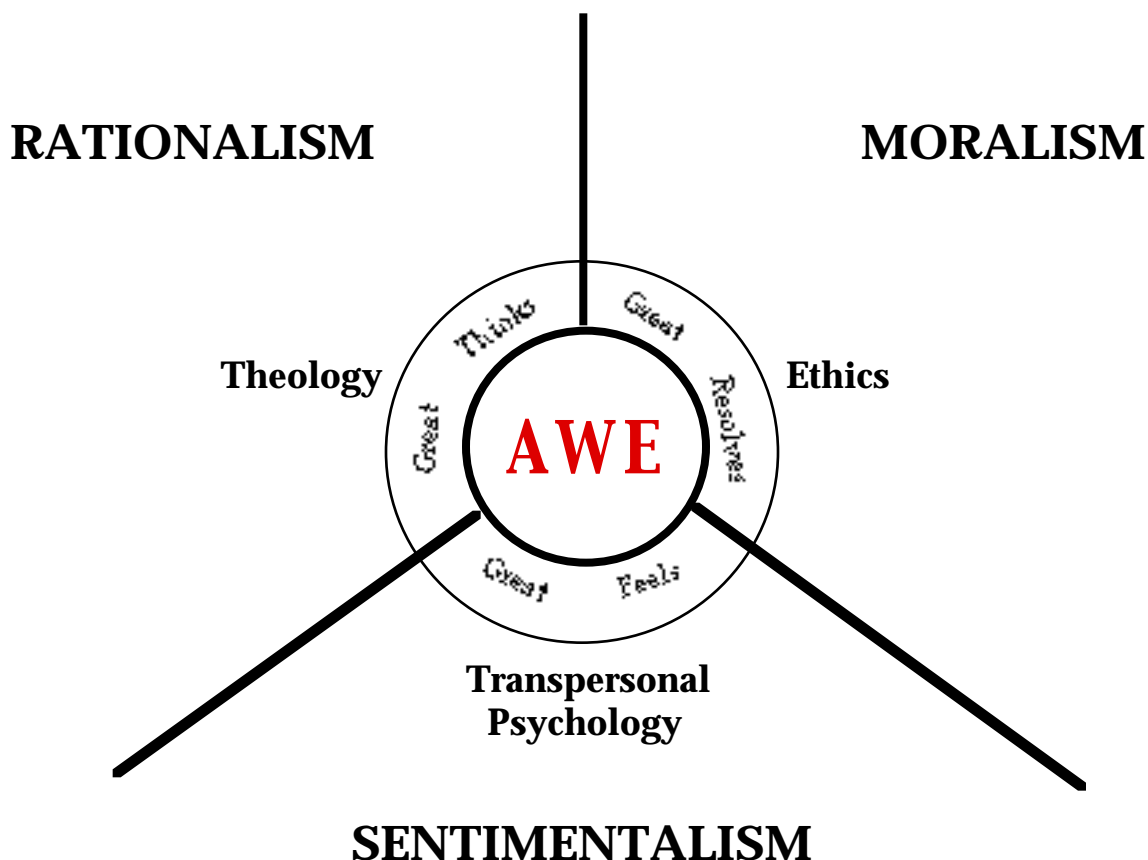 RATIONALISM
MORALISM
Great Thinks
Great Resolves
Theology
Ethics
AWE
Great Feels
Transpersonal
Psychology
SENTIMENTALISM